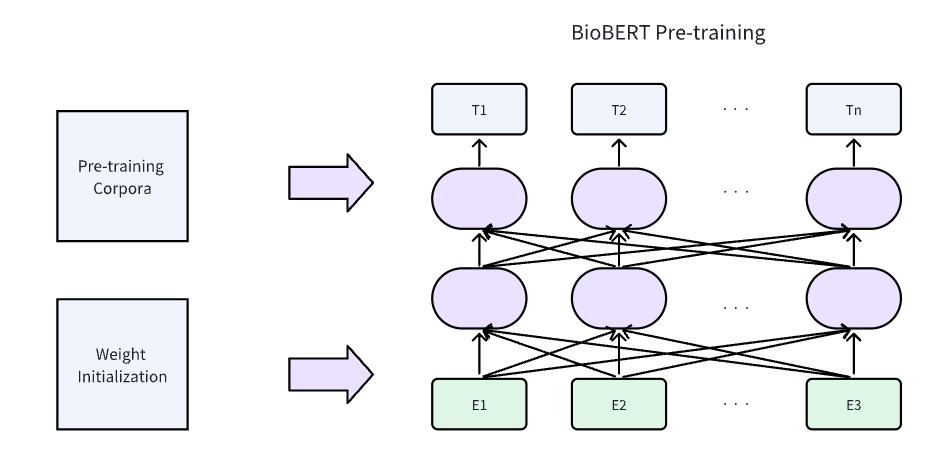 BioBERT Pre-training
T1
T2
. . .
Tn
Pre-training
Corpora
. . .
. . .
Weight
Initialization
E1
E2
. . .
E3